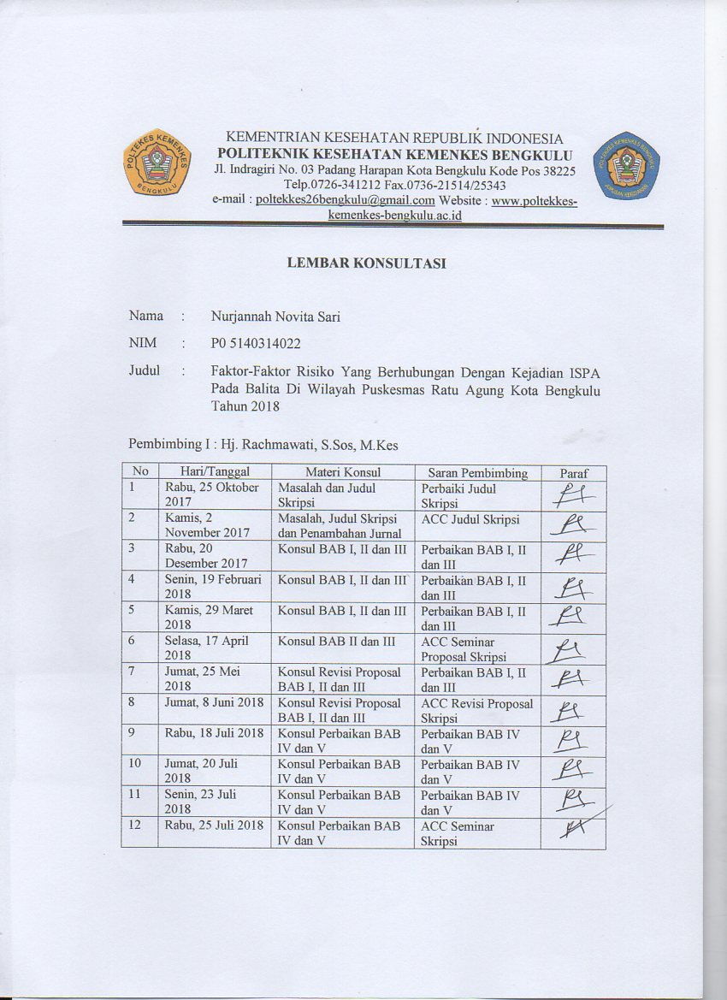 KEMENTRIAN KESEHATAN REPUBLIK INDONESIA
POLITEKNIK KESEHATAN KEMENKES BENGKULU
Jl. Indragiri No. 03 Padang Harapan Kota Bengkulu Kode Pos 38225
Telp.0726-341212 Fax.0736-21514/25343
e-mail : poltekkes26bengkulu@gmail.com Website : www.poltekkes-
kemenkes-bengkulu.ac.id
POLTEKES KEMENKES
BENGKULU
LEMBAR KONSULTASI
Nama : Nurjannah Novita Sari
NIM : P0 5140314022
Judul : Faktor-Faktor Risiko Yang Berhubungan Dengan Kejadian ISPA
Pada Balita Di Wilayah Puskesmas Ratu Agung Kota Bengkulu
Tahun 2018
Pembimbing I : Hj. Rachmawati, S.Sos, M.Kes
No Hari/Tanggal Materi Konsul Saran Pembimbing Paraf
1 Rabu, 25 Oktober Masalah dan Judul Perbaiki Judul
2017 Skripsi Skripsi
2 Kamis, 2 Masalah, Judul Skripsi ACC Judul Skripsi
November 2017 dan Penambahan Jurnal
3 Rabu, 20 Konsul BAB I, II dan III Perbaikan BAB I, II
Desember 2017 dan III
4 Senin, 19 Februari Konsul BAB I, II dan III Perbaikan BAB I, II
2018 dan III
5 Kamis, 29 Maret Konsul BAB I, II dan III Perbaikan BAB I, II
2018 dan III
6 Selasa, 17 April Konsul BAB II dan III ACC Seminar
2018 Proposal Skripsi
7 Jumat, 25 Mei Konsul Revisi Proposal Perbaikan BAB I, II
2018 BAB I, II dan III dan III
8 Jumat, 8 Juni 2018 Konsul Revisi Proposal ACC Revisi Proposal
BAB I, II dan III Skripsi
9 Rabu, 18 Juli 2018 Konsul Perbaikan BAB Perbaikan BAB IV
IV dan V dan V
10 Jumat, 20 Juli Konsul Perbaikan BAB Perbaikan BAB IV
2018 IV dan V dan V
11 Senin, 23 Juli Konsul Perbaikan BAB Perbaikan BAB IV
2018 IV dan V dan V
12 Rabu, 25 Juli 2018 Konsul Perbaikan BAB ACC Seminar
IV dan V Skripsi